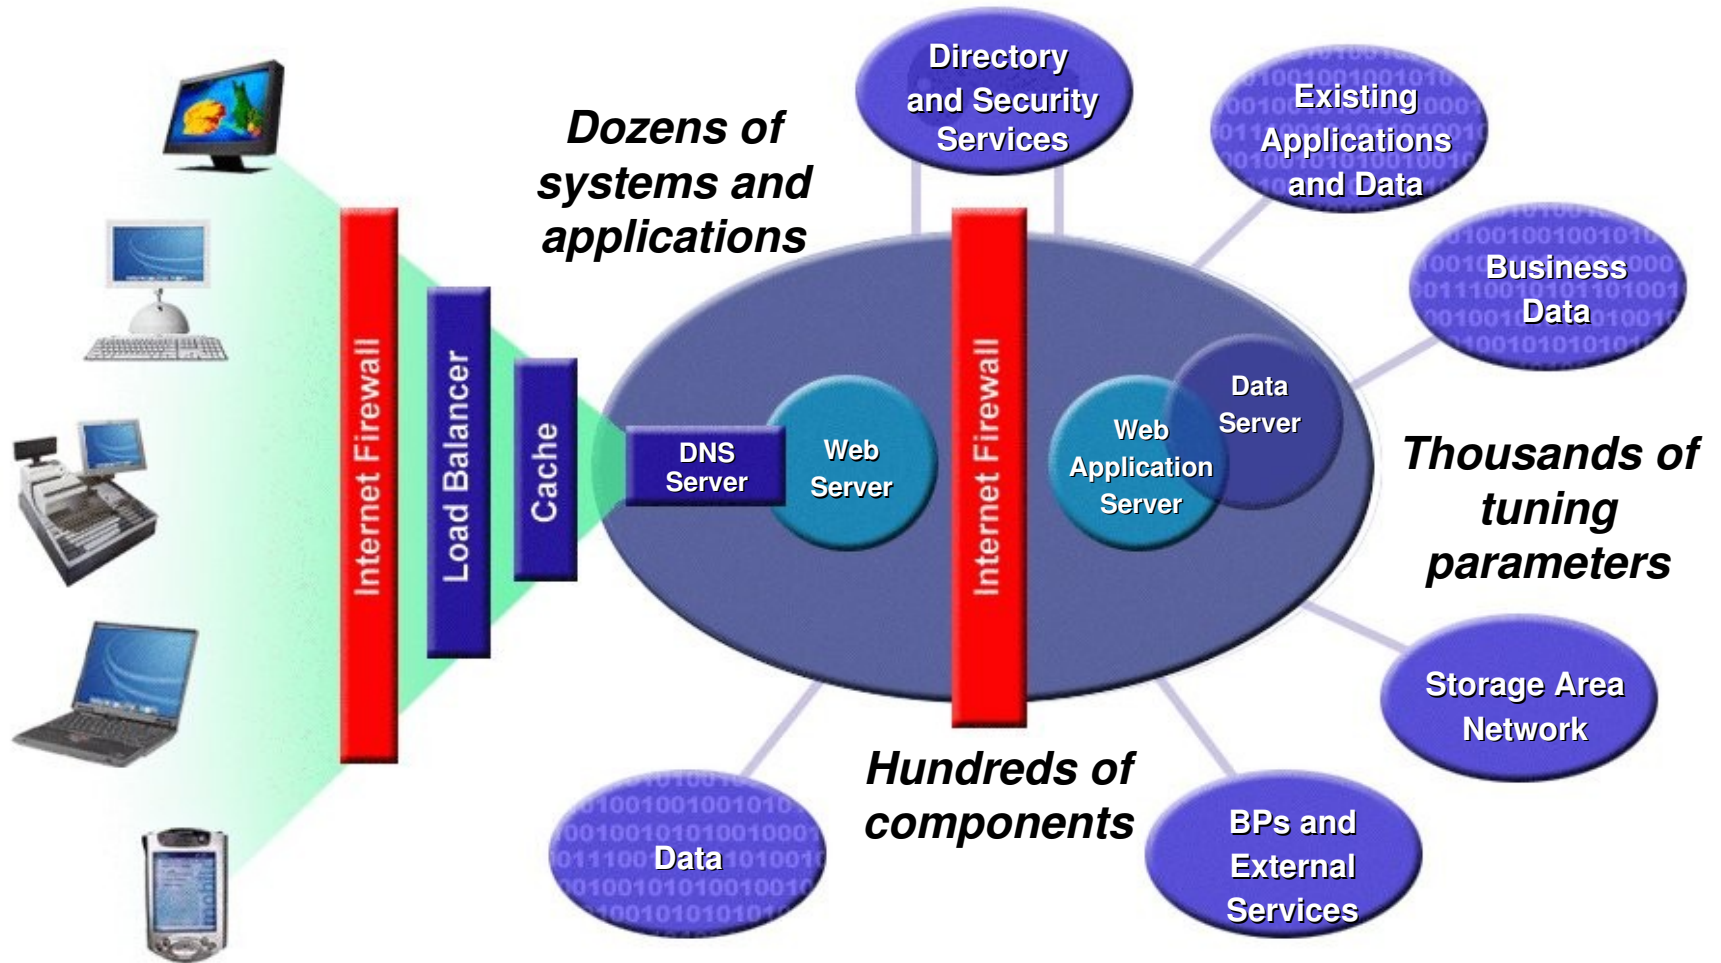 Directory
and Security
Services
Existing
Applications
and Data
Dozens of
systems and
applications
Business
Data
Internet Firewall
Load Balancer
Cache
DNS
Server
Web
Server
Internet Firewall
Web
Application
Server
Data
Server
Thousands of
tuning
parameters
Storage Area
Network
Hundreds of
components
Data
BPs and
External
Services